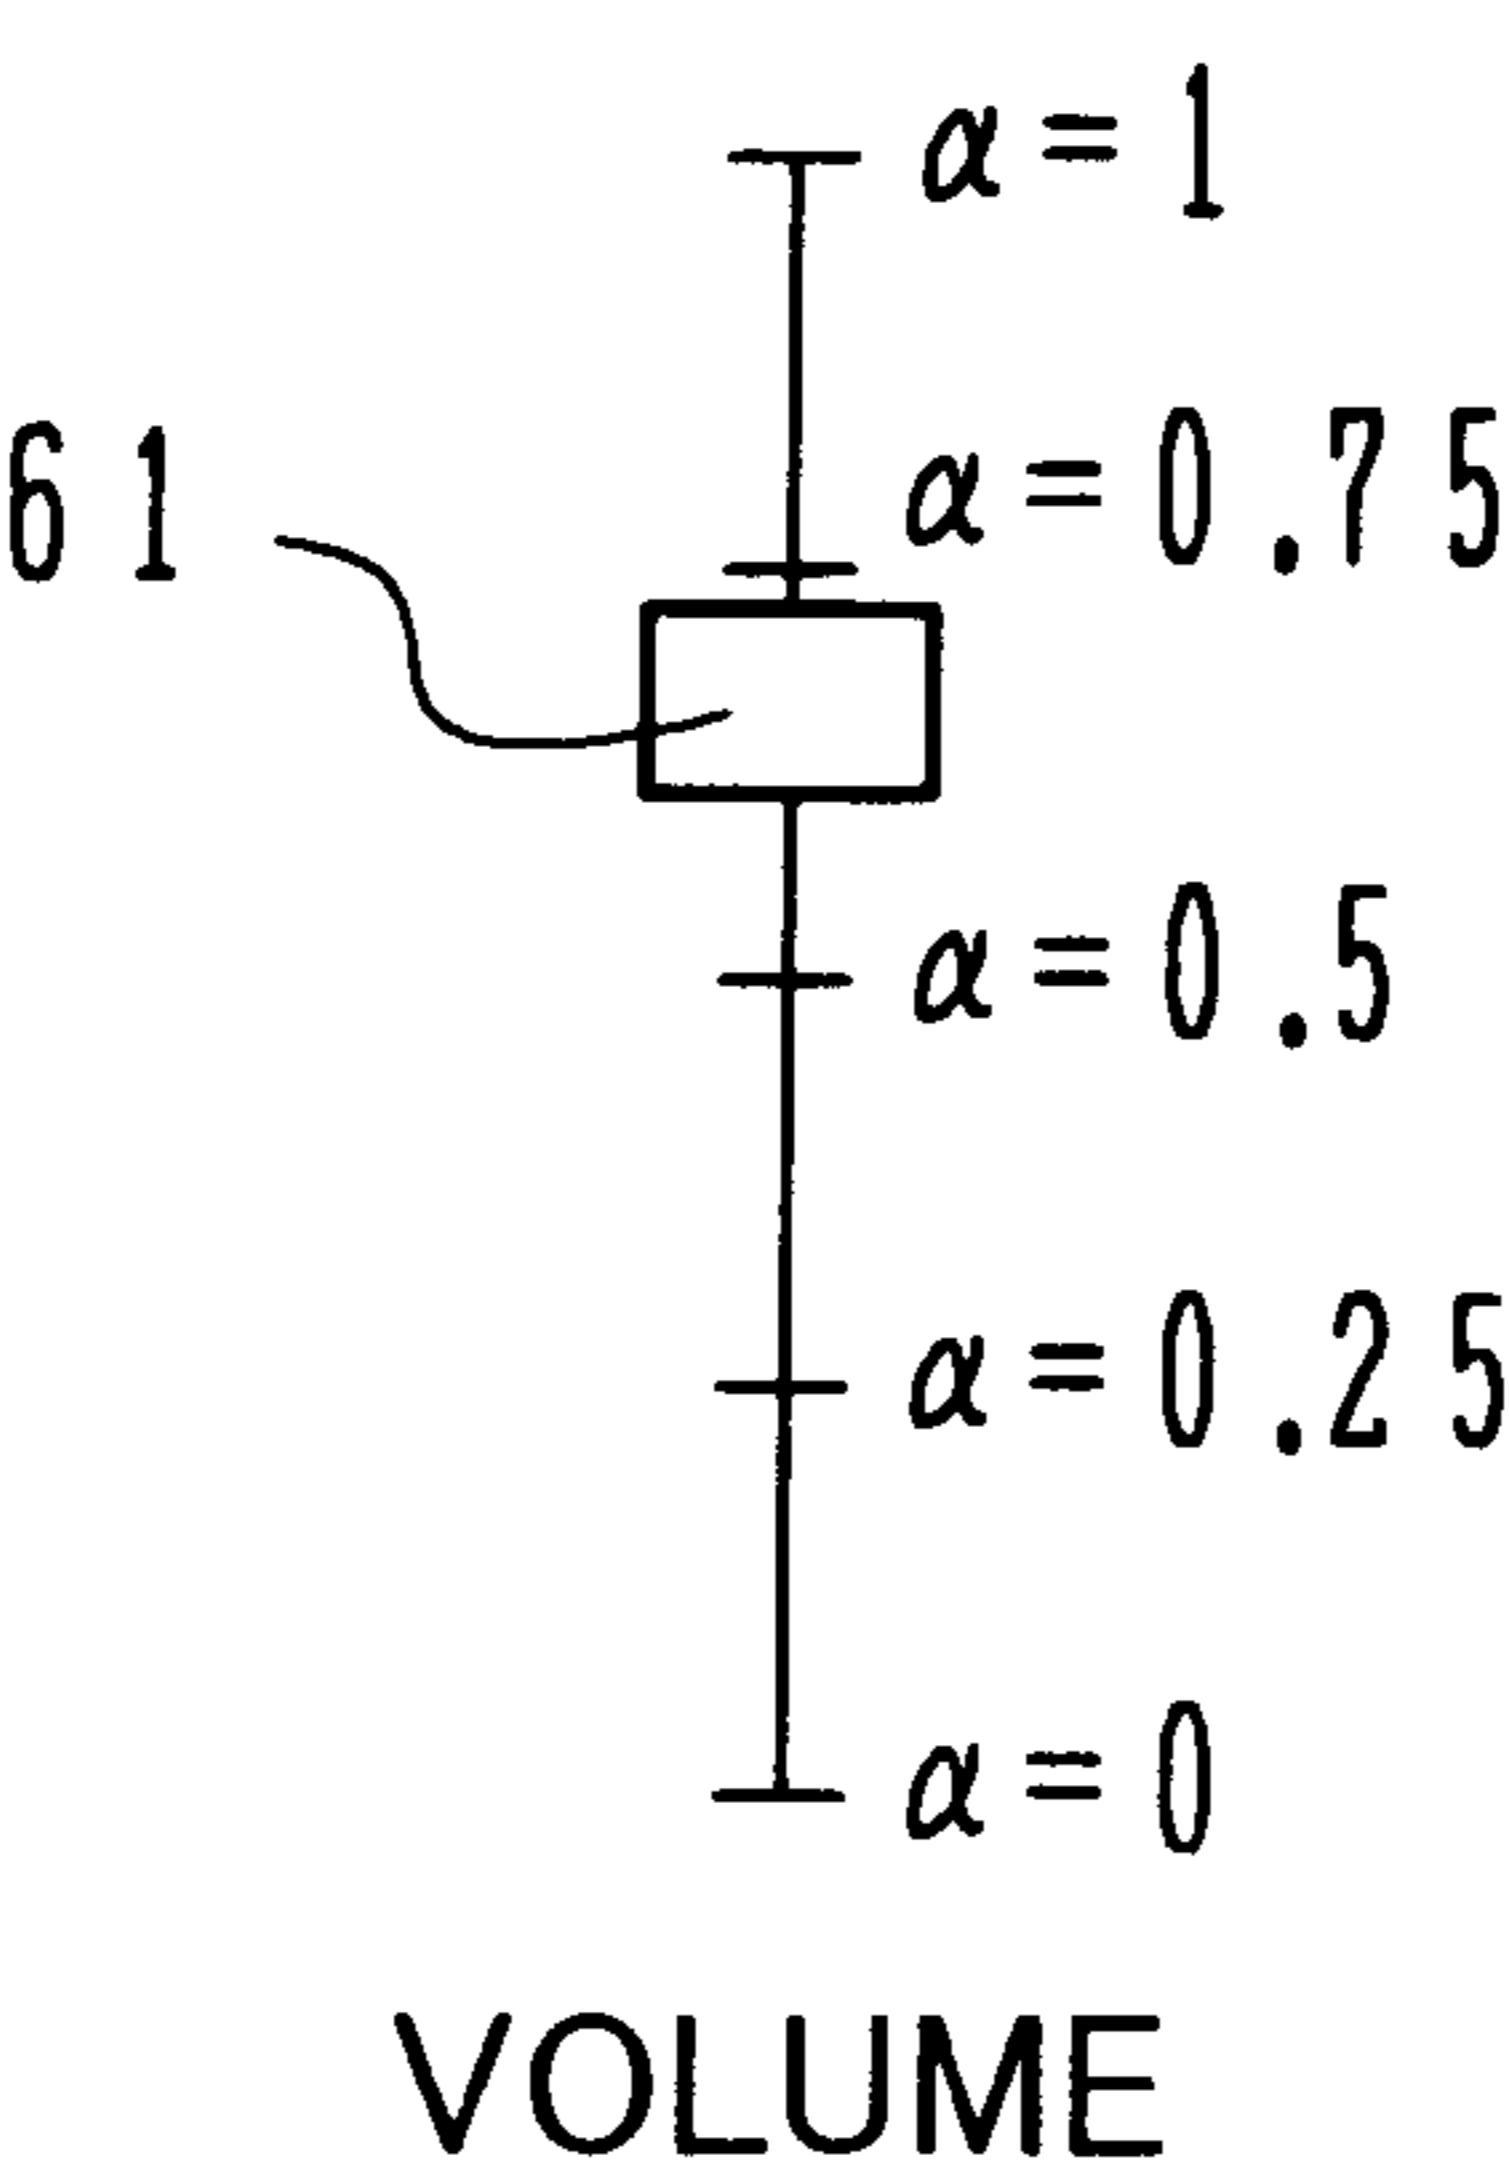 α = 1
61
α = 0.75
α = 0.5
α = 0.25
α = 0
VOLUME